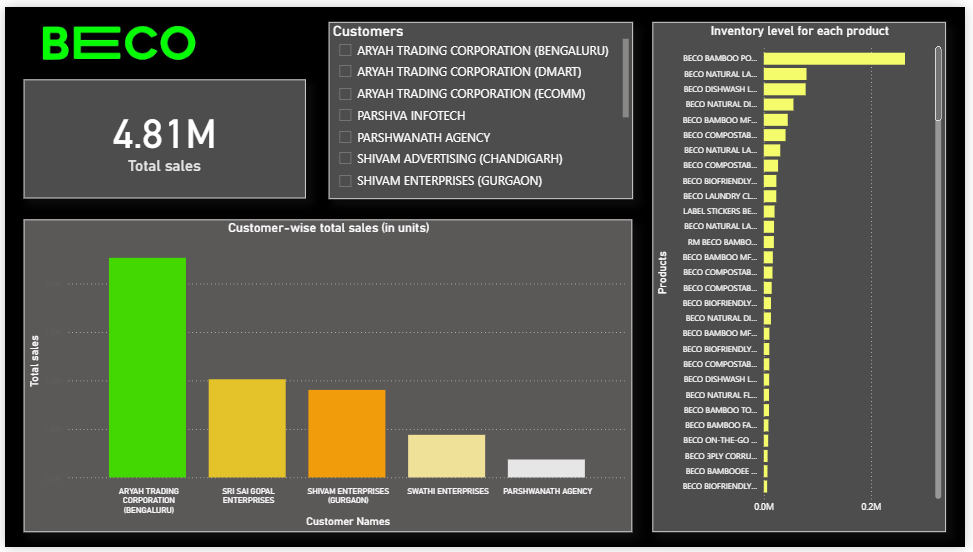 BECO
4.81M
Total sales
Customers
ARYAH TRADING CORPORATION (BENGALURU)
ARYAH TRADING CORPORATION (DMART)
ARYAH TRADING CORPORATION (ECOMM)
PARSHVA INFOTECH
PARSHWANATH AGENCY
SHIVAM ADVERTISING (CHANDIGARH)
SHIVAM ENTERPRISES (GURGAON)
Customer-wise total sales (in units)
Total sales
ARYAH TRADING
CORPORATION
(BENGALURU)
SRI SAI GOPAL
ENTERPRISES
SHIVAM ENTERPRISES
(GURGAON)
SWATHI ENTERPRISES
PARSHWANATH AGENCY
Customer Names
Inventory level for each product
Products
BECO BAMBOO PO...
BECO NATURAL LA...
BECO DISHWASH L...
BECO NATURAL DI...
BECO BAMBOO MF...
BECO COMPOSTAB...
BECO NATURAL LA...
BECO COMPOSTAB...
BECO BIOFRIENDLY...
BECO LAUNDRY CL...
LABEL STICKERS BE...
BECO NATURAL LA...
RM BECO BAMBO...
BECO BAMBOO MF...
BECO COMPOSTAB...
BECO COMPOSTAB...
BECO BIOFRIENDLY...
BECO NATURAL DI...
BECO BAMBOO MF...
BECO BIOFRIENDLY...
BECO COMPOSTAB...
BECO DISHWASH L...
BECO NATURAL FL...
BECO BAMBOO TO...
BECO BAMBOO FA...
BECO ON-THE-GO ...
BECO 3PLY CORRU...
BECO BAMBOOEE ...
BECO BIOFRIENDLY...
0.0M
0.2M